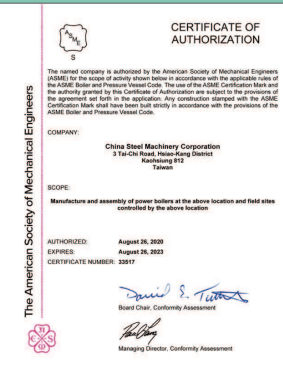 ASME
S
CERTIFICATE OF
AUTHORIZATION
The named company is authorized by the American Society of Mechanical Engineers
(ASME) for the scope of activity shown below in accordance with the applicable rules of
the ASME Boiler and Pressure Vessel Code. The use of the ASME Certification Mark and
the authority granted by this Certificate of Authorization are subject to the provisions of
the agreement set forth in the application. Any construction stamped with the ASME
Certification Mark shall have been built strictly in accordance with the provisions of the
ASME Boiler and Pressure Vessel Code.
COMPANY:
China Steel Machinery Corporation
3 Tai-Chi Road, Hsiao-Kang District
Kaohsiung 812
Taiwan
SCOPE:
Manufacture and assembly of power boilers at the above location and field sites
controlled by the above location
AUTHORIZED: August 26, 2020
EXPIRES: August 26, 2023
CERTIFICATE NUMBER: 33517
Board Chair, Conformity Assessment
Managing Director, Conformity Assessment
The American Society of Mechanical Engineers